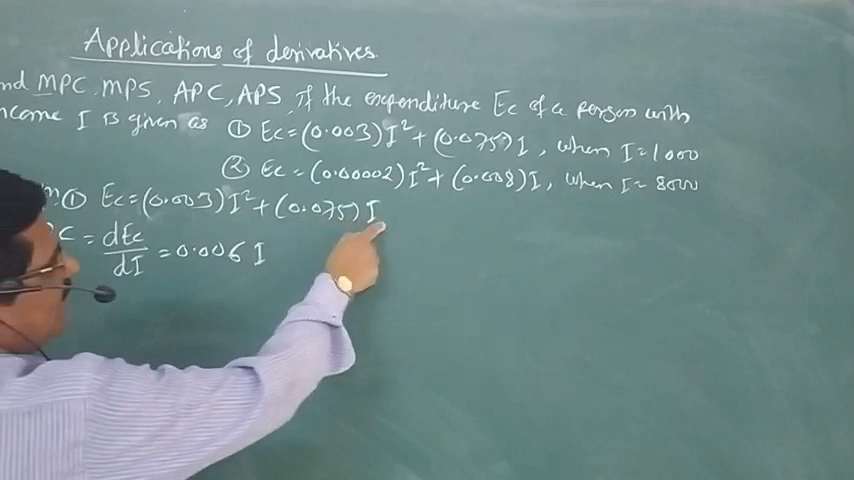 Applications of derivatives
nd MPC, MPS, APC, APS, if the expenditure Ec of a person with
ncome I is given as ① Ec=(0.003)I²+(0.075)I, when I=1000
② Ec=(0.00002)I²+(0.008)I, when I=8000
① Ec=(0.003)I²+(0.075)I
PC = dEc/dI = 0.006 I